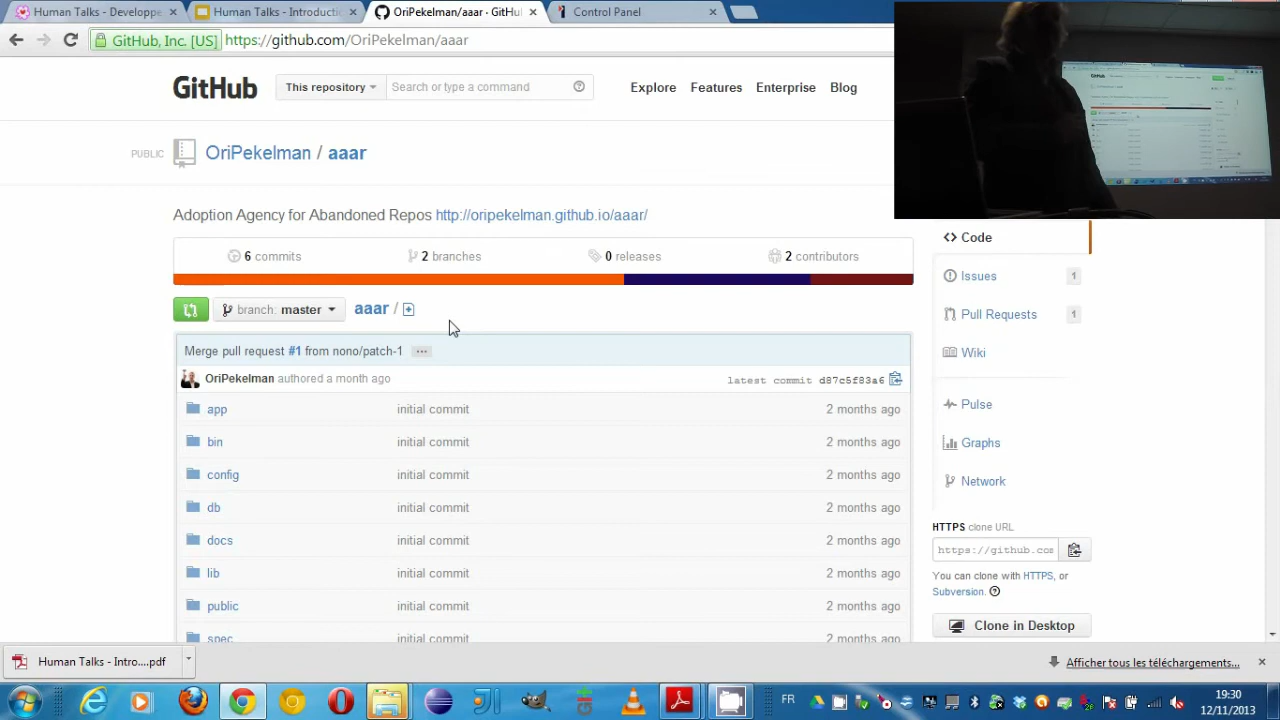 Human Talks - Developpe
Human Talks - Introducti
OriPekelman/aaar · GitHu
Control Panel
GitHub, Inc. [US]
https://github.com/OriPekelman/aaar
GitHub
This repository
Search or type a command
Explore
Features
Enterprise
Blog
PUBLIC
OriPekelman / aaar
Adoption Agency for Abandoned Repos http://oripekelman.github.io/aaar/
6 commits
2 branches
0 releases
2 contributors
branch: master
aaar /
Merge pull request #1 from nono/patch-1
OriPekelman authored a month ago
latest commit d87c5f83a6
app initial commit 2 months ago
bin initial commit 2 months ago
config initial commit 2 months ago
db initial commit 2 months ago
docs initial commit 2 months ago
lib initial commit 2 months ago
public initial commit 2 months ago
spec initial commit 2 months ago
Code
Issues 1
Pull Requests 1
Wiki
Pulse
Graphs
Network
HTTPS clone URL
https://github.com
You can clone with HTTPS, or
Subversion.
Clone in Desktop
Human Talks - Intro....pdf
Afficher tous les téléchargements...
FR
19:30
12/11/2013